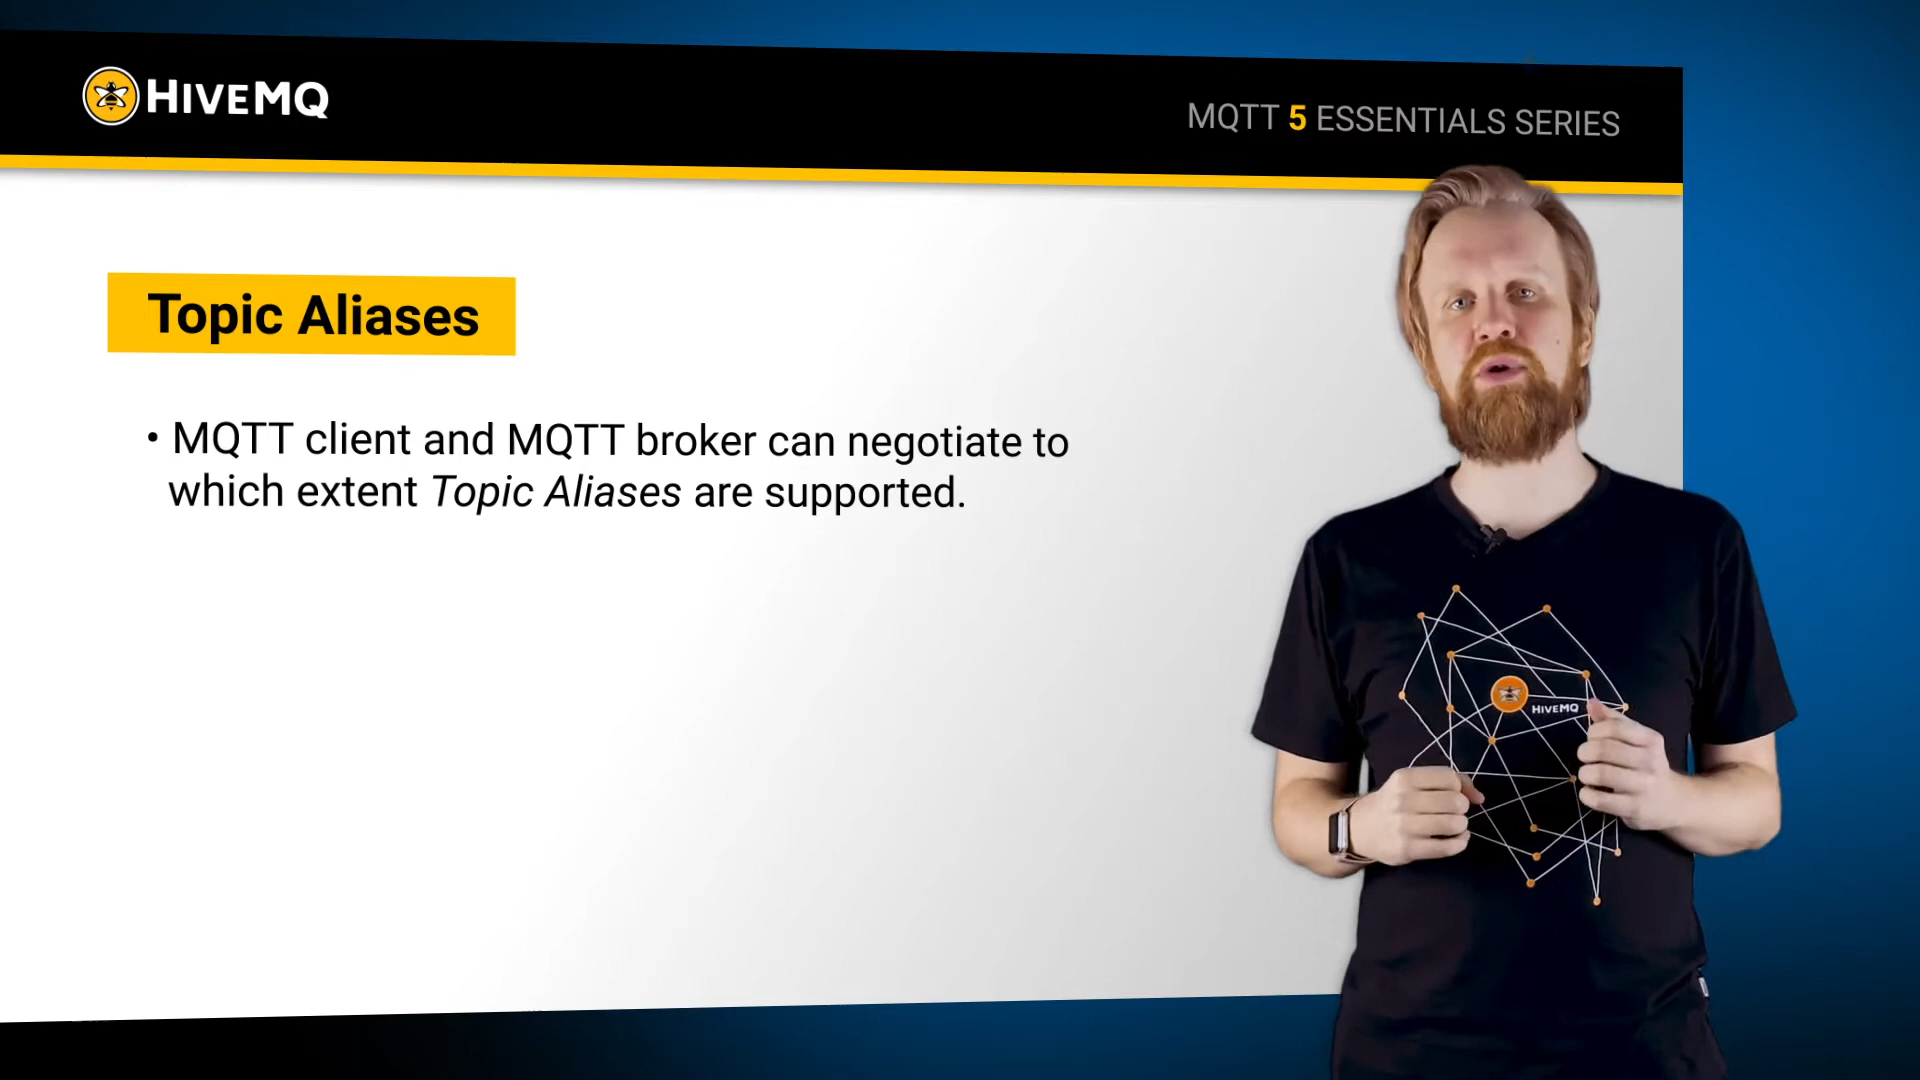 HIVEMQ
MQTT 5 ESSENTIALS SERIES
Topic Aliases
• MQTT client and MQTT broker can negotiate to
which extent Topic Aliases are supported.
HIVEMQ